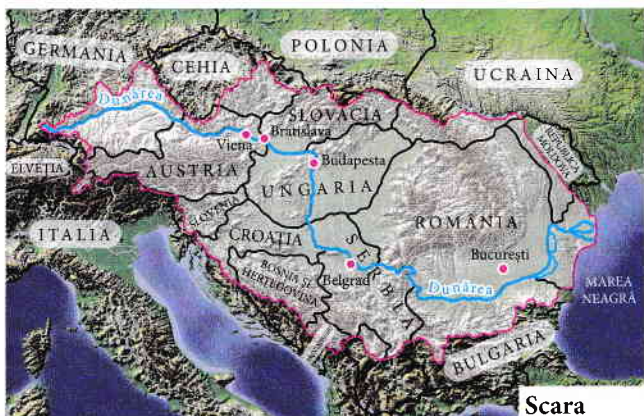 GERMANIA
POLONIA
CEHIA
UCRAINA
Dunărea
SLOVACIA
Bratislava
Viena
REPUBLICA
MOLDOVA
ELVEȚIA
AUSTRIA
Budapesta
UNGARIA
SLOVENIA
ROMÂNIA
ITALIA
CROAȚIA
SERBI
București
BOSNIA ȘI
HERȚEGOVINA
Belgrad
Dunărea
MAREA
NEAGRĂ
BULGARIA
Scara